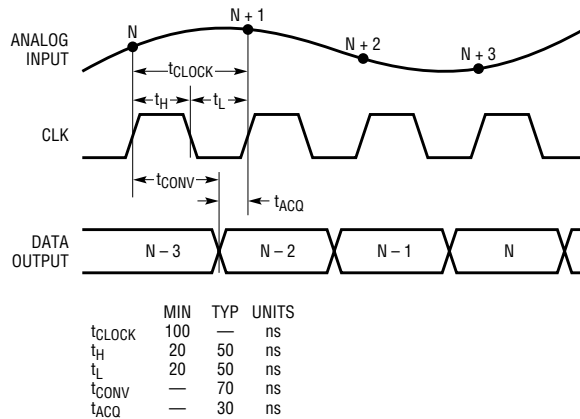 N
N + 1
ANALOG
INPUT
N + 2
N + 3
tCLOCK
tH
tL
CLK
tCONV
tACQ
DATA
OUTPUT
N – 3
N – 2
N – 1
N
MIN TYP UNITS
tCLOCK 100 — ns
tH 20 50 ns
tL 20 50 ns
tCONV — 70 ns
tACQ — 30 ns